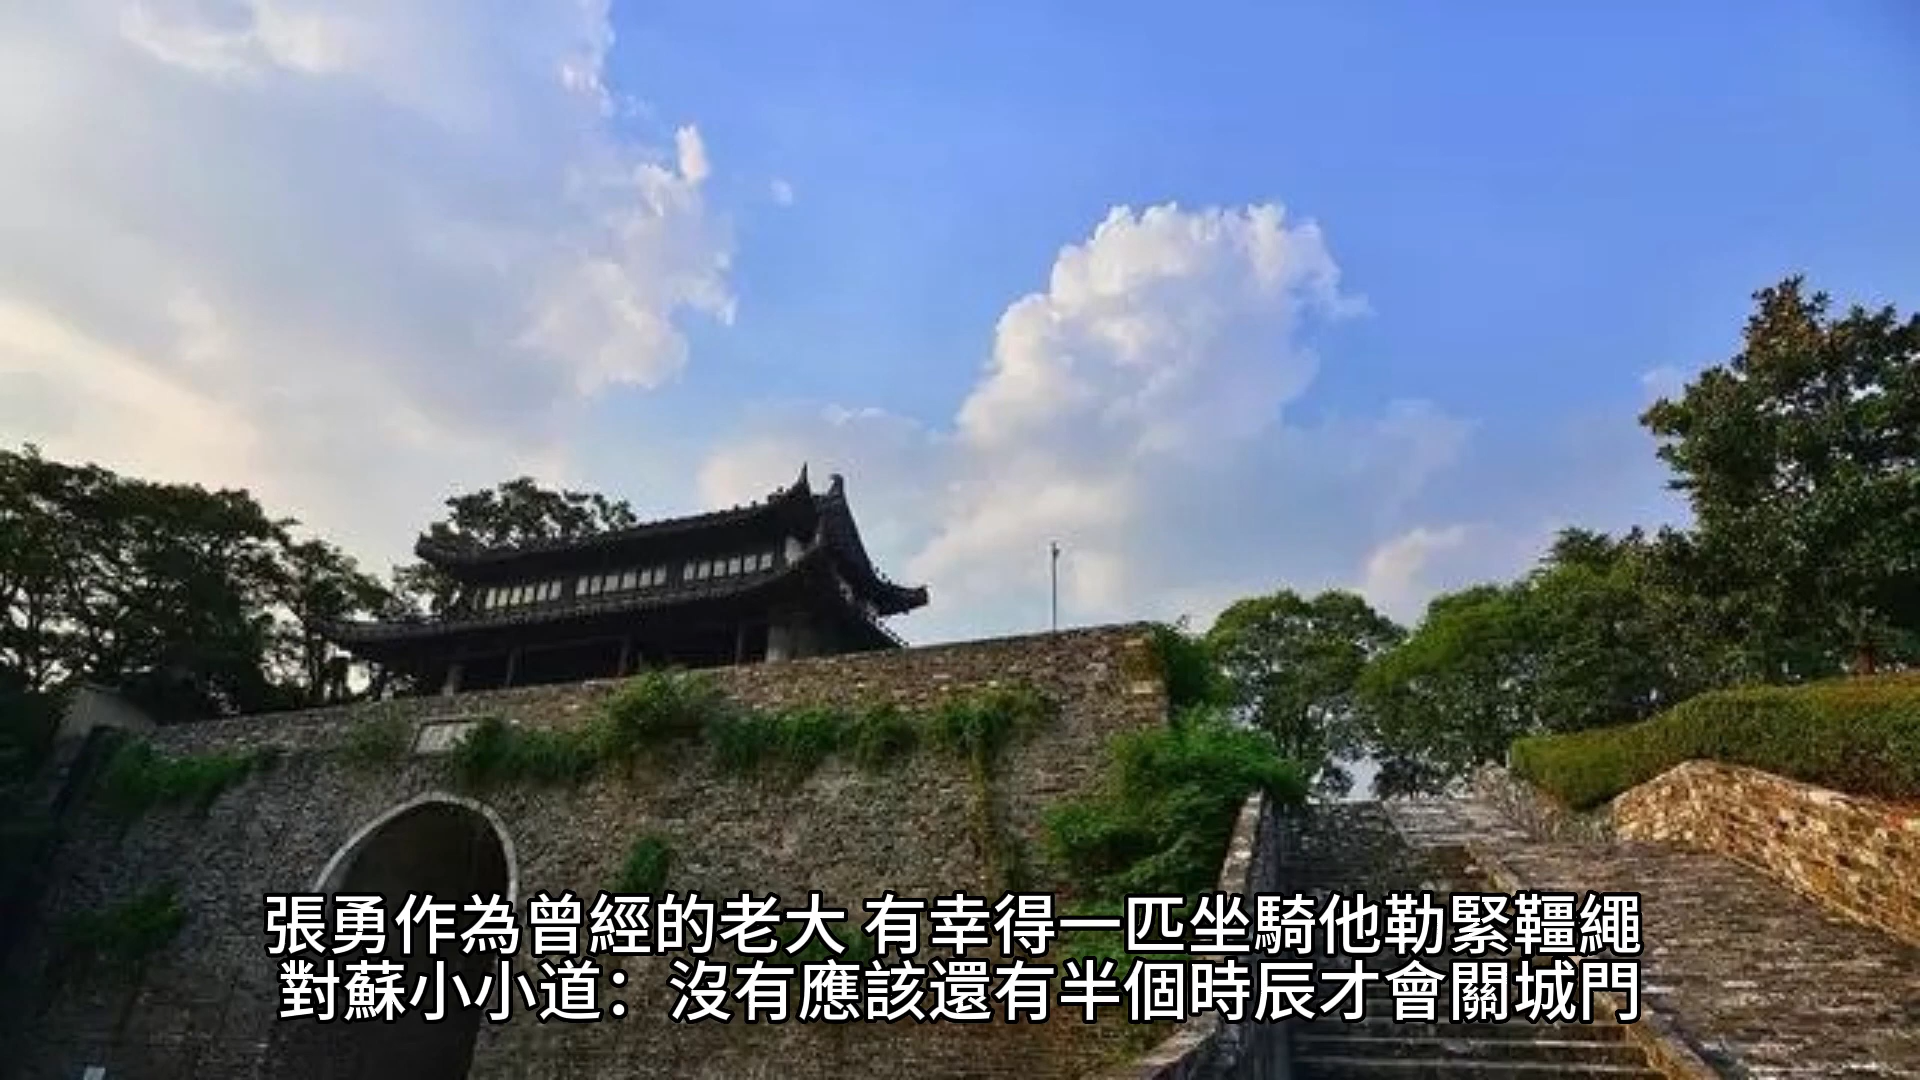 張勇作為曾經的老大 有幸得一匹坐騎他勒緊韁繩
對蘇小小道：沒有應該還有半個時辰才會關城門